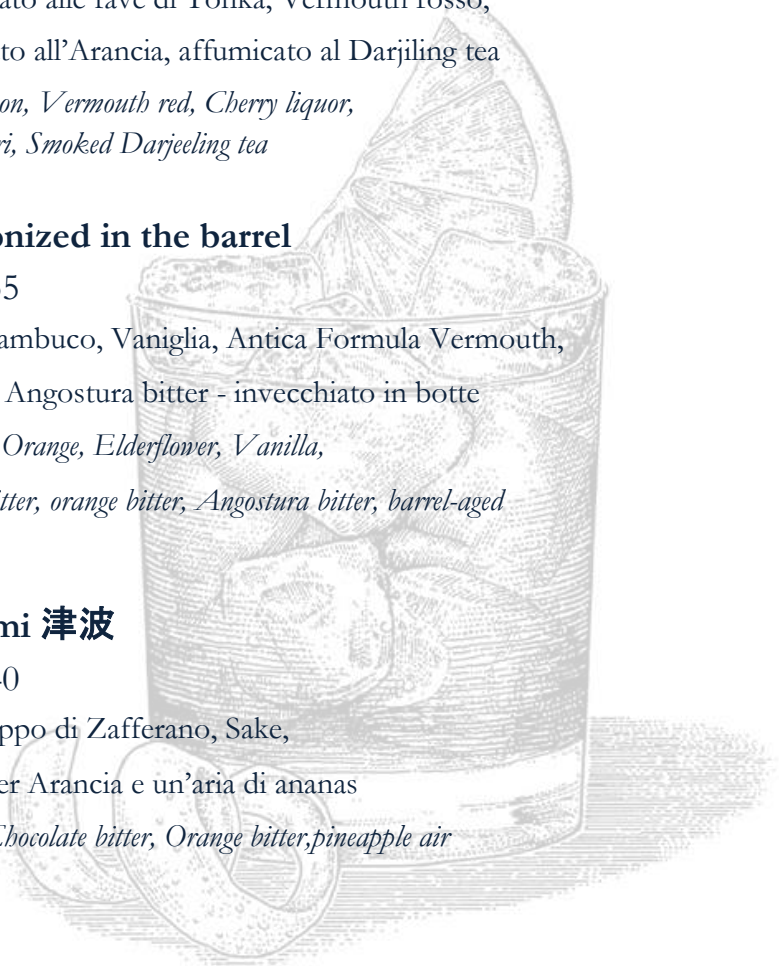 ato alle fave di Tonka, Vermouth rosso,
to all’Arancia, affumicato al Darjiling tea
on, Vermouth red, Cherry liquor,
ri, Smoked Darjeeling tea
onized in the barrel
5
ambuco, Vaniglia, Antica Formula Vermouth,
Angostura bitter - invecchiato in botte
Orange, Elderflower, Vanilla,
tter, orange bitter, Angostura bitter, barrel-aged
mi 津波
0
ppo di Zafferano, Sake,
er Arancia e un’aria di ananas
Chocolate bitter, Orange bitter,pineapple air